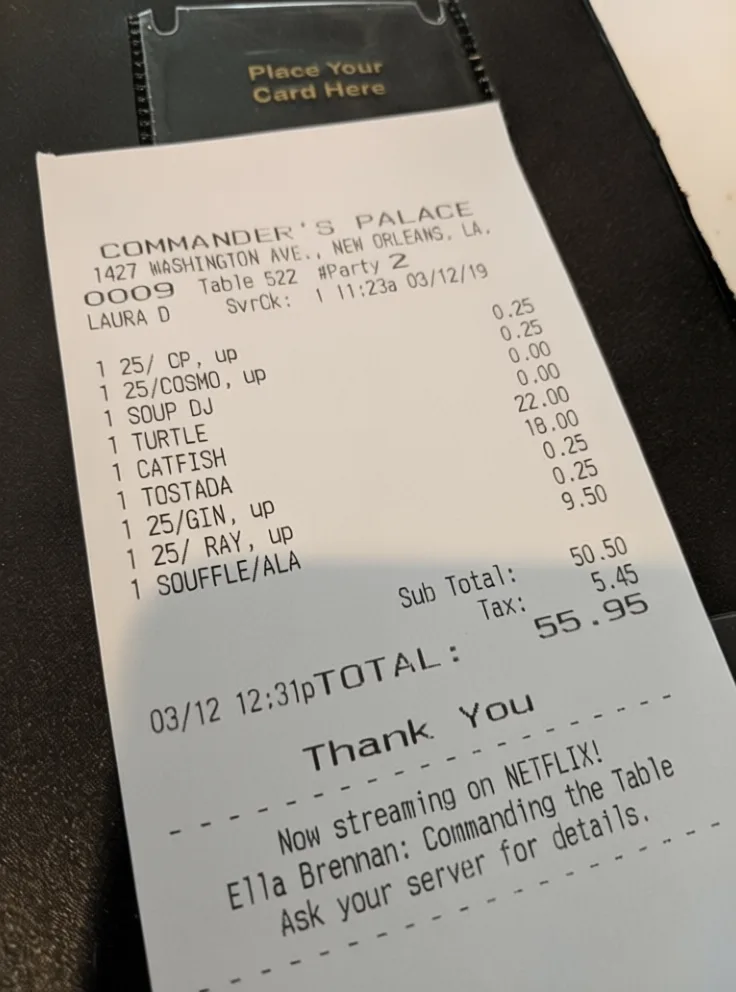 Place Your
Card Here
COMMANDER'S PALACE
1427 WASHINGTON AVE., NEW ORLEANS, LA.
0009 Table 522 #Party 2
LAURA D SvrCk: 1 11:23a 03/12/19
1 25/ CP, up 0.25
1 25/COSMO, up 0.25
1 SOUP DJ 0.00
1 TURTLE 0.00
1 CATFISH 22.00
1 TOSTADA 18.00
1 25/GIN, up 0.25
1 25/ RAY, up 0.25
1 SOUFFLE/ALA 9.50
Sub Total: 50.50
Tax: 5.45
03/12 12:31pTOTAL: 55.95
Thank You
Now streaming on NETFLIX!
Ella Brennan: Commanding the Table
Ask your server for details.